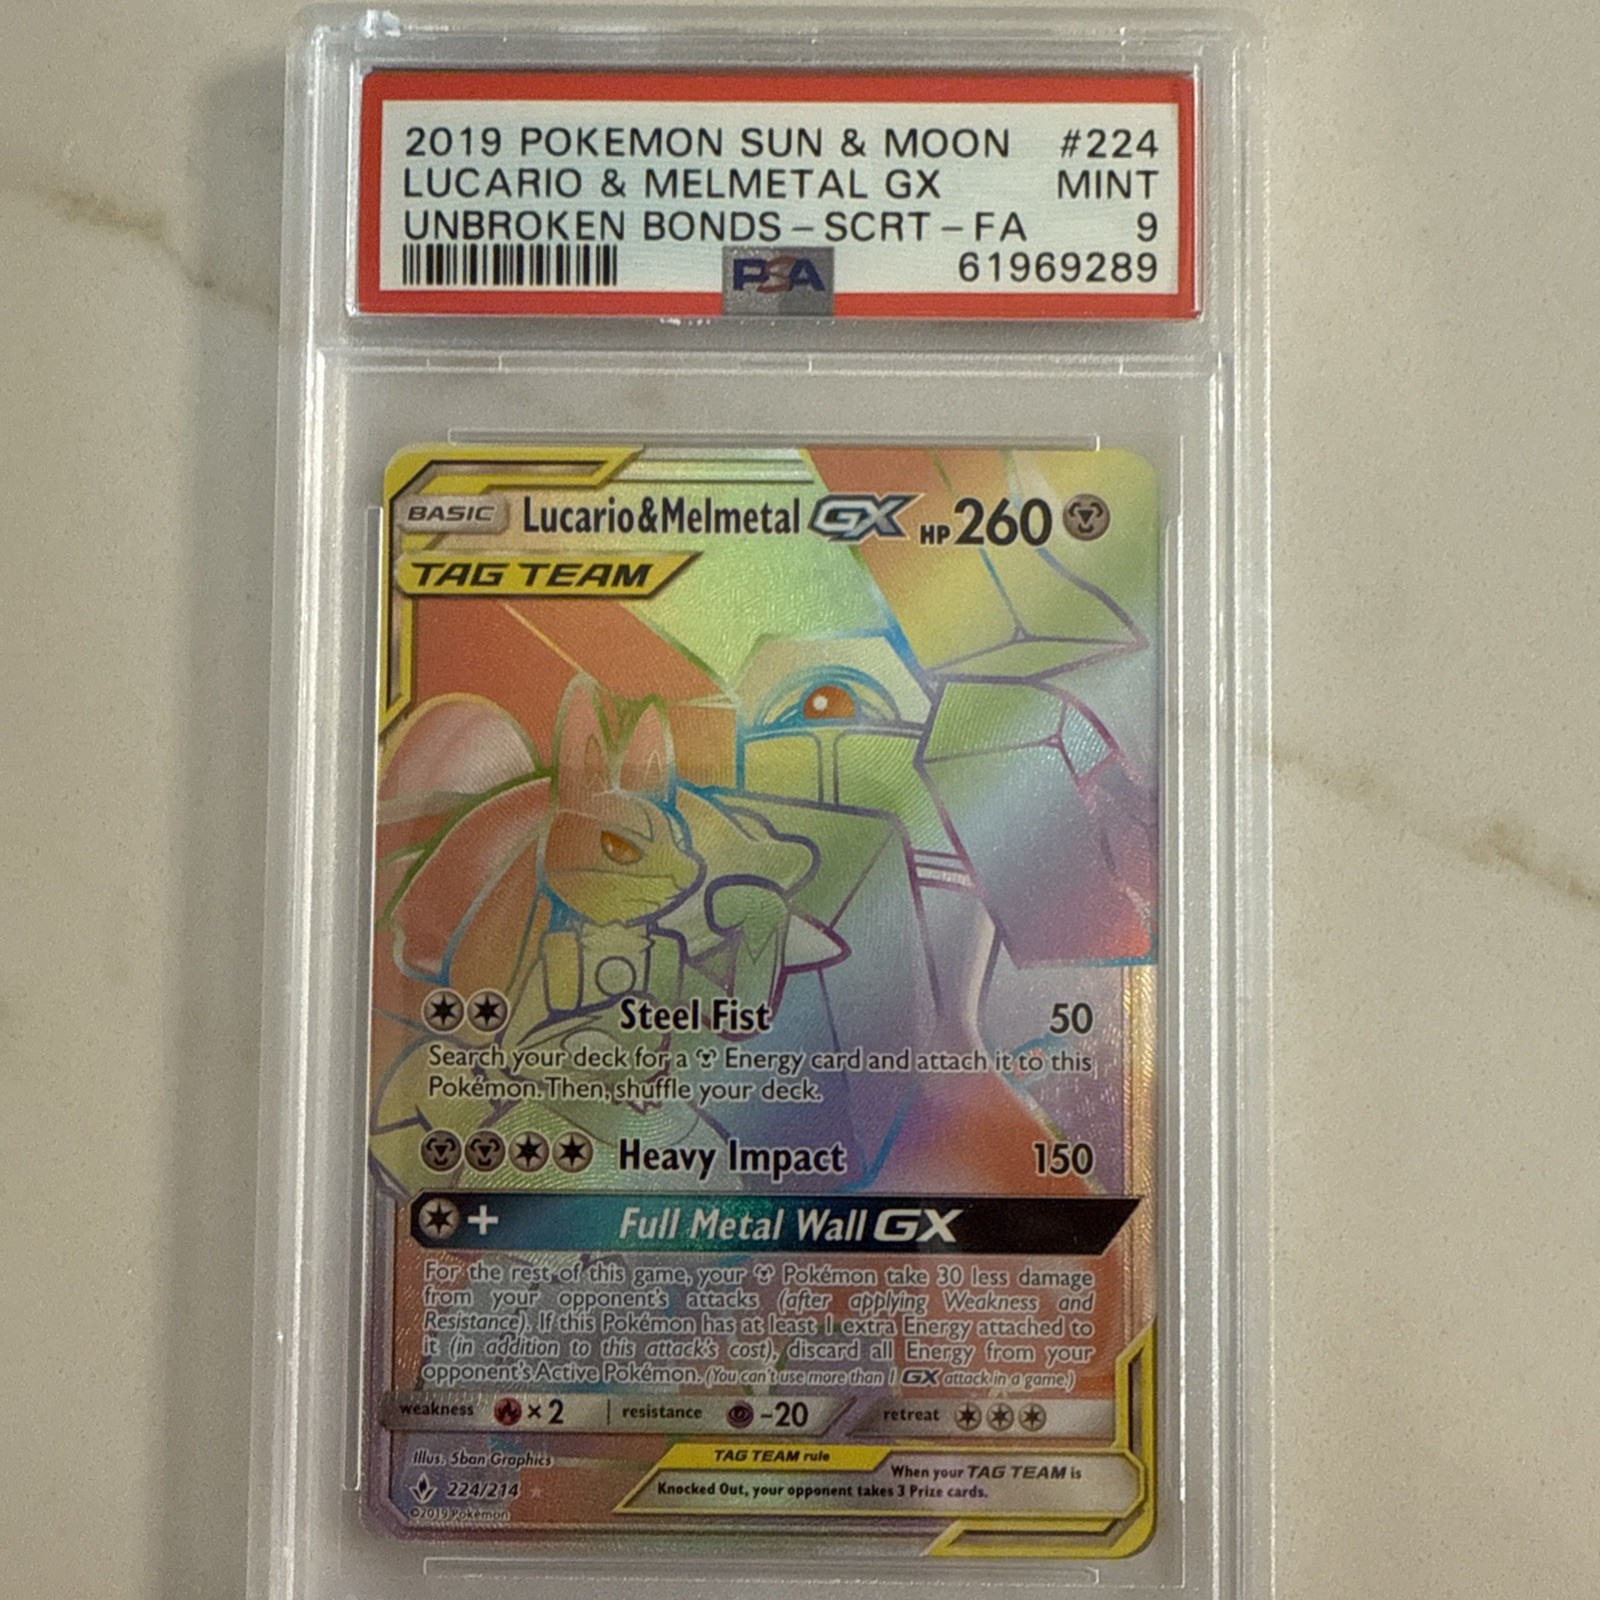 2019 POKEMON SUN & MOON #224
LUCARIO & MELMETAL GX MINT
UNBROKEN BONDS-SCRT-FA 9
PSA 61969289
BASIC Lucario&Melmetal GX HP 260
TAG TEAM
Steel Fist 50
Search your deck for a Energy card and attach it to this
Pokémon. Then, shuffle your deck.
Heavy Impact 150
+ Full Metal Wall GX
For the rest of this game, your Pokémon take 30 less damage
from your opponent's attacks (after applying Weakness and
Resistance). If this Pokémon has at least 1 extra Energy attached to
it (in addition to this attack's cost), discard all Energy from your
opponent's Active Pokémon. (You can't use more than 1 GX attack in a game.)
weakness ×2 resistance -20 retreat
Illus. 5ban Graphics
TAG TEAM rule
When your TAG TEAM is
Knocked Out, your opponent takes 3 Prize cards.
224/214
©2019 Pokémon